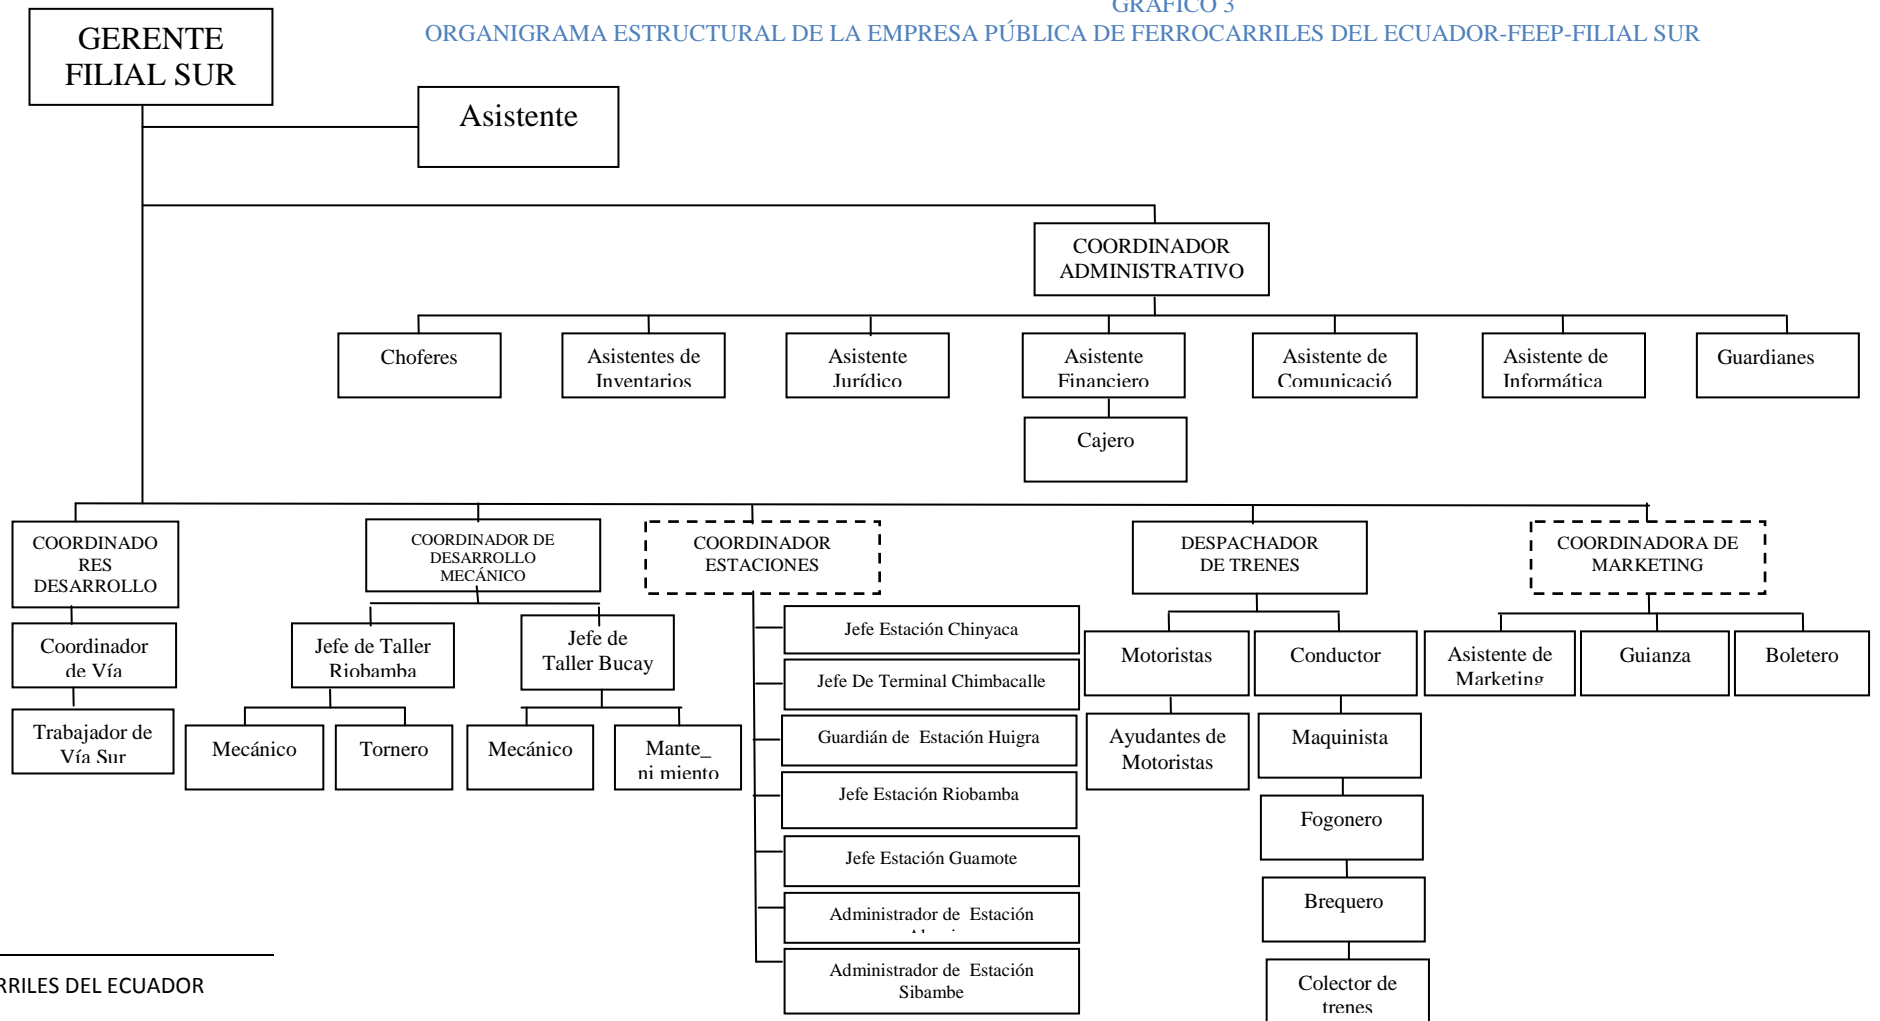 GRÁFICO 3
ORGANIGRAMA ESTRUCTURAL DE LA EMPRESA PÚBLICA DE FERROCARRILES DEL ECUADOR-FEEP-FILIAL SUR
GERENTE
FILIAL SUR
Asistente
COORDINADOR
ADMINISTRATIVO
Choferes
Asistentes de
Inventarios
Asistente
Jurídico
Asistente
Financiero
Asistente de
Comunicació
Asistente de
Informática
Guardianes
Cajero
COORDINADO
RES
DESARROLLO
COORDINADOR DE
DESARROLLO
MECÁNICO
COORDINADOR
ESTACIONES
DESPACHADOR
DE TRENES
COORDINADORA DE
MARKETING
Coordinador
de Vía
Trabajador de
Vía Sur
Jefe de Taller
Riobamba
Jefe de
Taller Bucay
Mecánico
Tornero
Mecánico
Mante_
ni miento
Jefe Estación Chinyaca
Jefe De Terminal Chimbacalle
Guardián de  Estación Huigra
Jefe Estación Riobamba
Jefe Estación Guamote
Administrador de  Estación
Administrador de  Estación
Sibambe
Motoristas
Ayudantes de
Motoristas
Conductor
Maquinista
Fogonero
Brequero
Colector de
trenes
Asistente de
Marketing
Guianza
Boletero
RRILES DEL ECUADOR